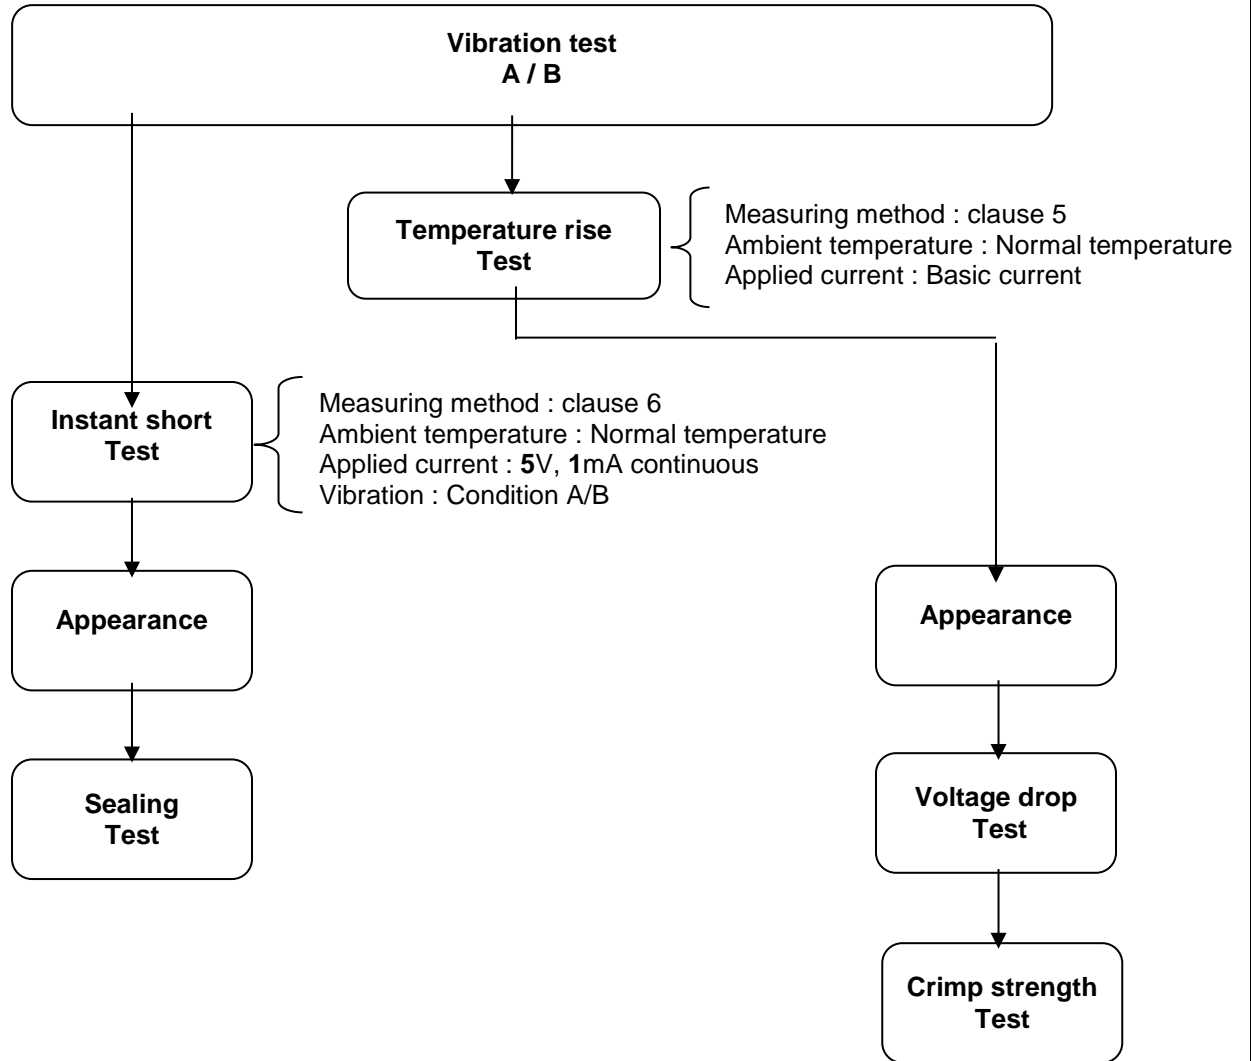 Vibration test
A / B
Temperature rise
Test
Measuring method : clause 5
Ambient temperature : Normal temperature
Applied current : Basic current
Instant short
Test
Measuring method : clause 6
Ambient temperature : Normal temperature
Applied current : 5V, 1mA continuous
Vibration : Condition A/B
Appearance
Appearance
Sealing
Test
Voltage drop
Test
Crimp strength
Test